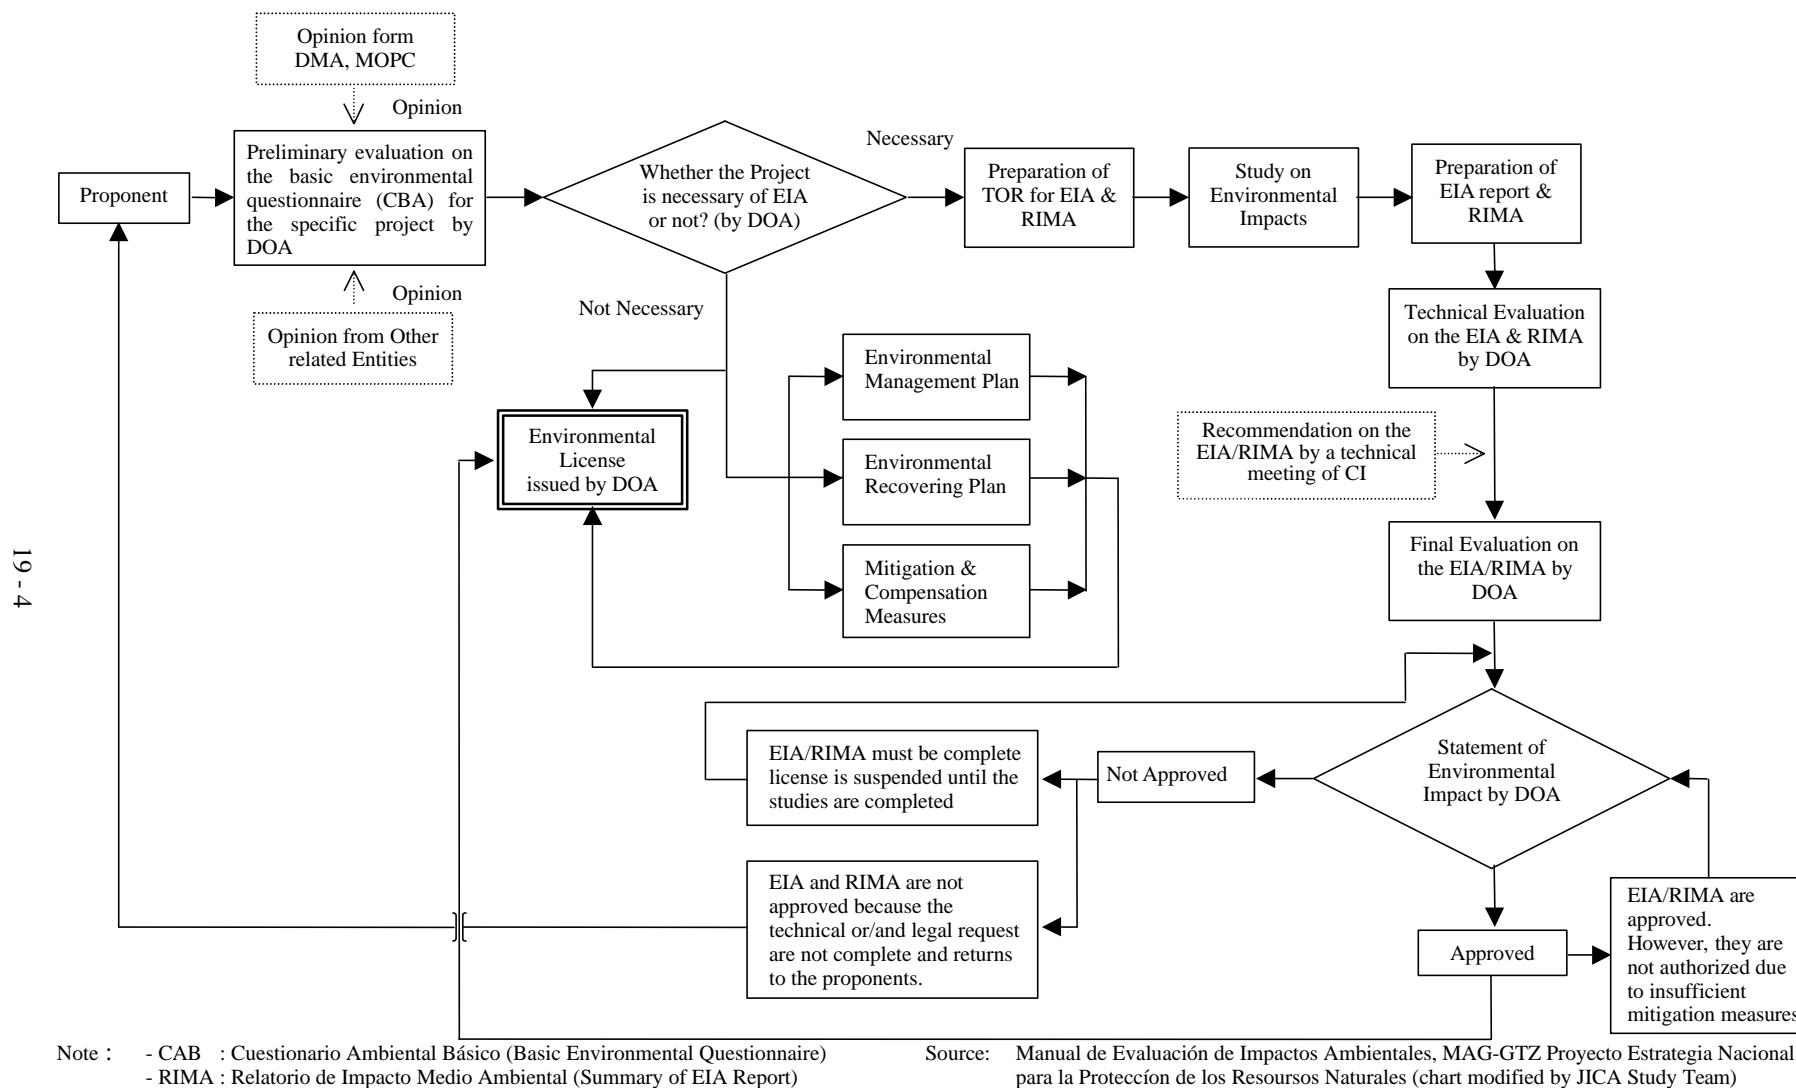 Opinion form
DMA, MOPC
Opinion
Proponent
Preliminary evaluation on
the basic environmental
questionnaire (CBA) for
the specific project by
DOA
Opinion
Opinion from Other
related Entities
Whether the Project
is necessary of EIA
or not? (by DOA)
Necessary
Not Necessary
Preparation of
TOR for EIA &
RIMA
Study on
Environmental
Impacts
Preparation of
EIA report &
RIMA
Technical Evaluation
on the EIA & RIMA
by DOA
Environmental
Management Plan
Environmental
License
issued by DOA
Environmental
Recovering Plan
Mitigation &
Compensation
Measures
Recommendation on the
EIA/RIMA by a technical
meeting of CI
Final Evaluation on
the EIA/RIMA by
DOA
Statement of
Environmental
Impact by DOA
Not Approved
EIA/RIMA must be complete
license is suspended until the
studies are completed
EIA and RIMA are not
approved because the
technical or/and legal request
are not complete and returns
to the proponents.
Approved
EIA/RIMA are
approved.
However, they are
not authorized due
to insufficient
mitigation measures
19 - 4
Note : - CAB : Cuestionario Ambiental Básico (Basic Environmental Questionnaire)
- RIMA : Relatorio de Impacto Medio Ambiental (Summary of EIA Report)
Source: Manual de Evaluación de Impactos Ambientales, MAG-GTZ Proyecto Estrategia Nacional
para la Proteccíon de los Resoursos Naturales (chart modified by JICA Study Team)